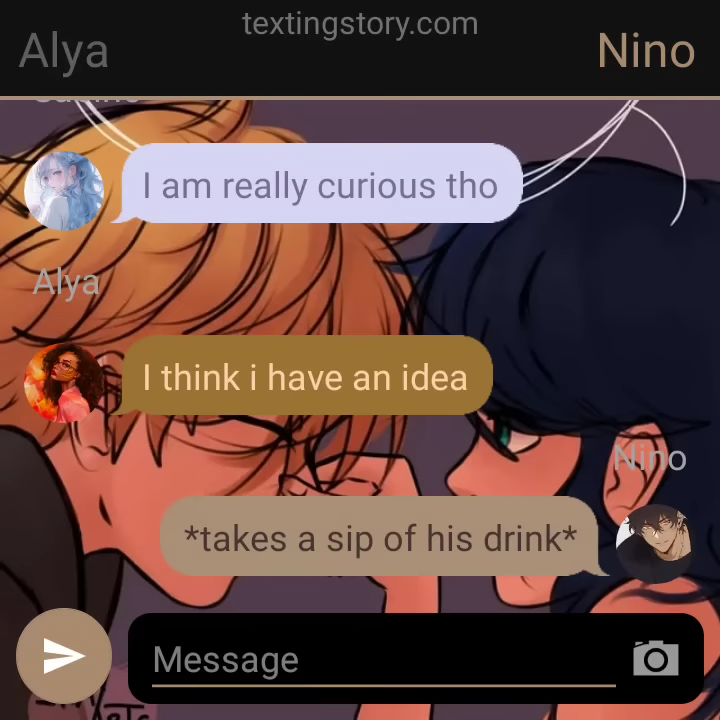 textingstory.com
Alya
Nino
I am really curious tho
Alya
I think i have an idea
Nino
*takes a sip of his drink*
Message